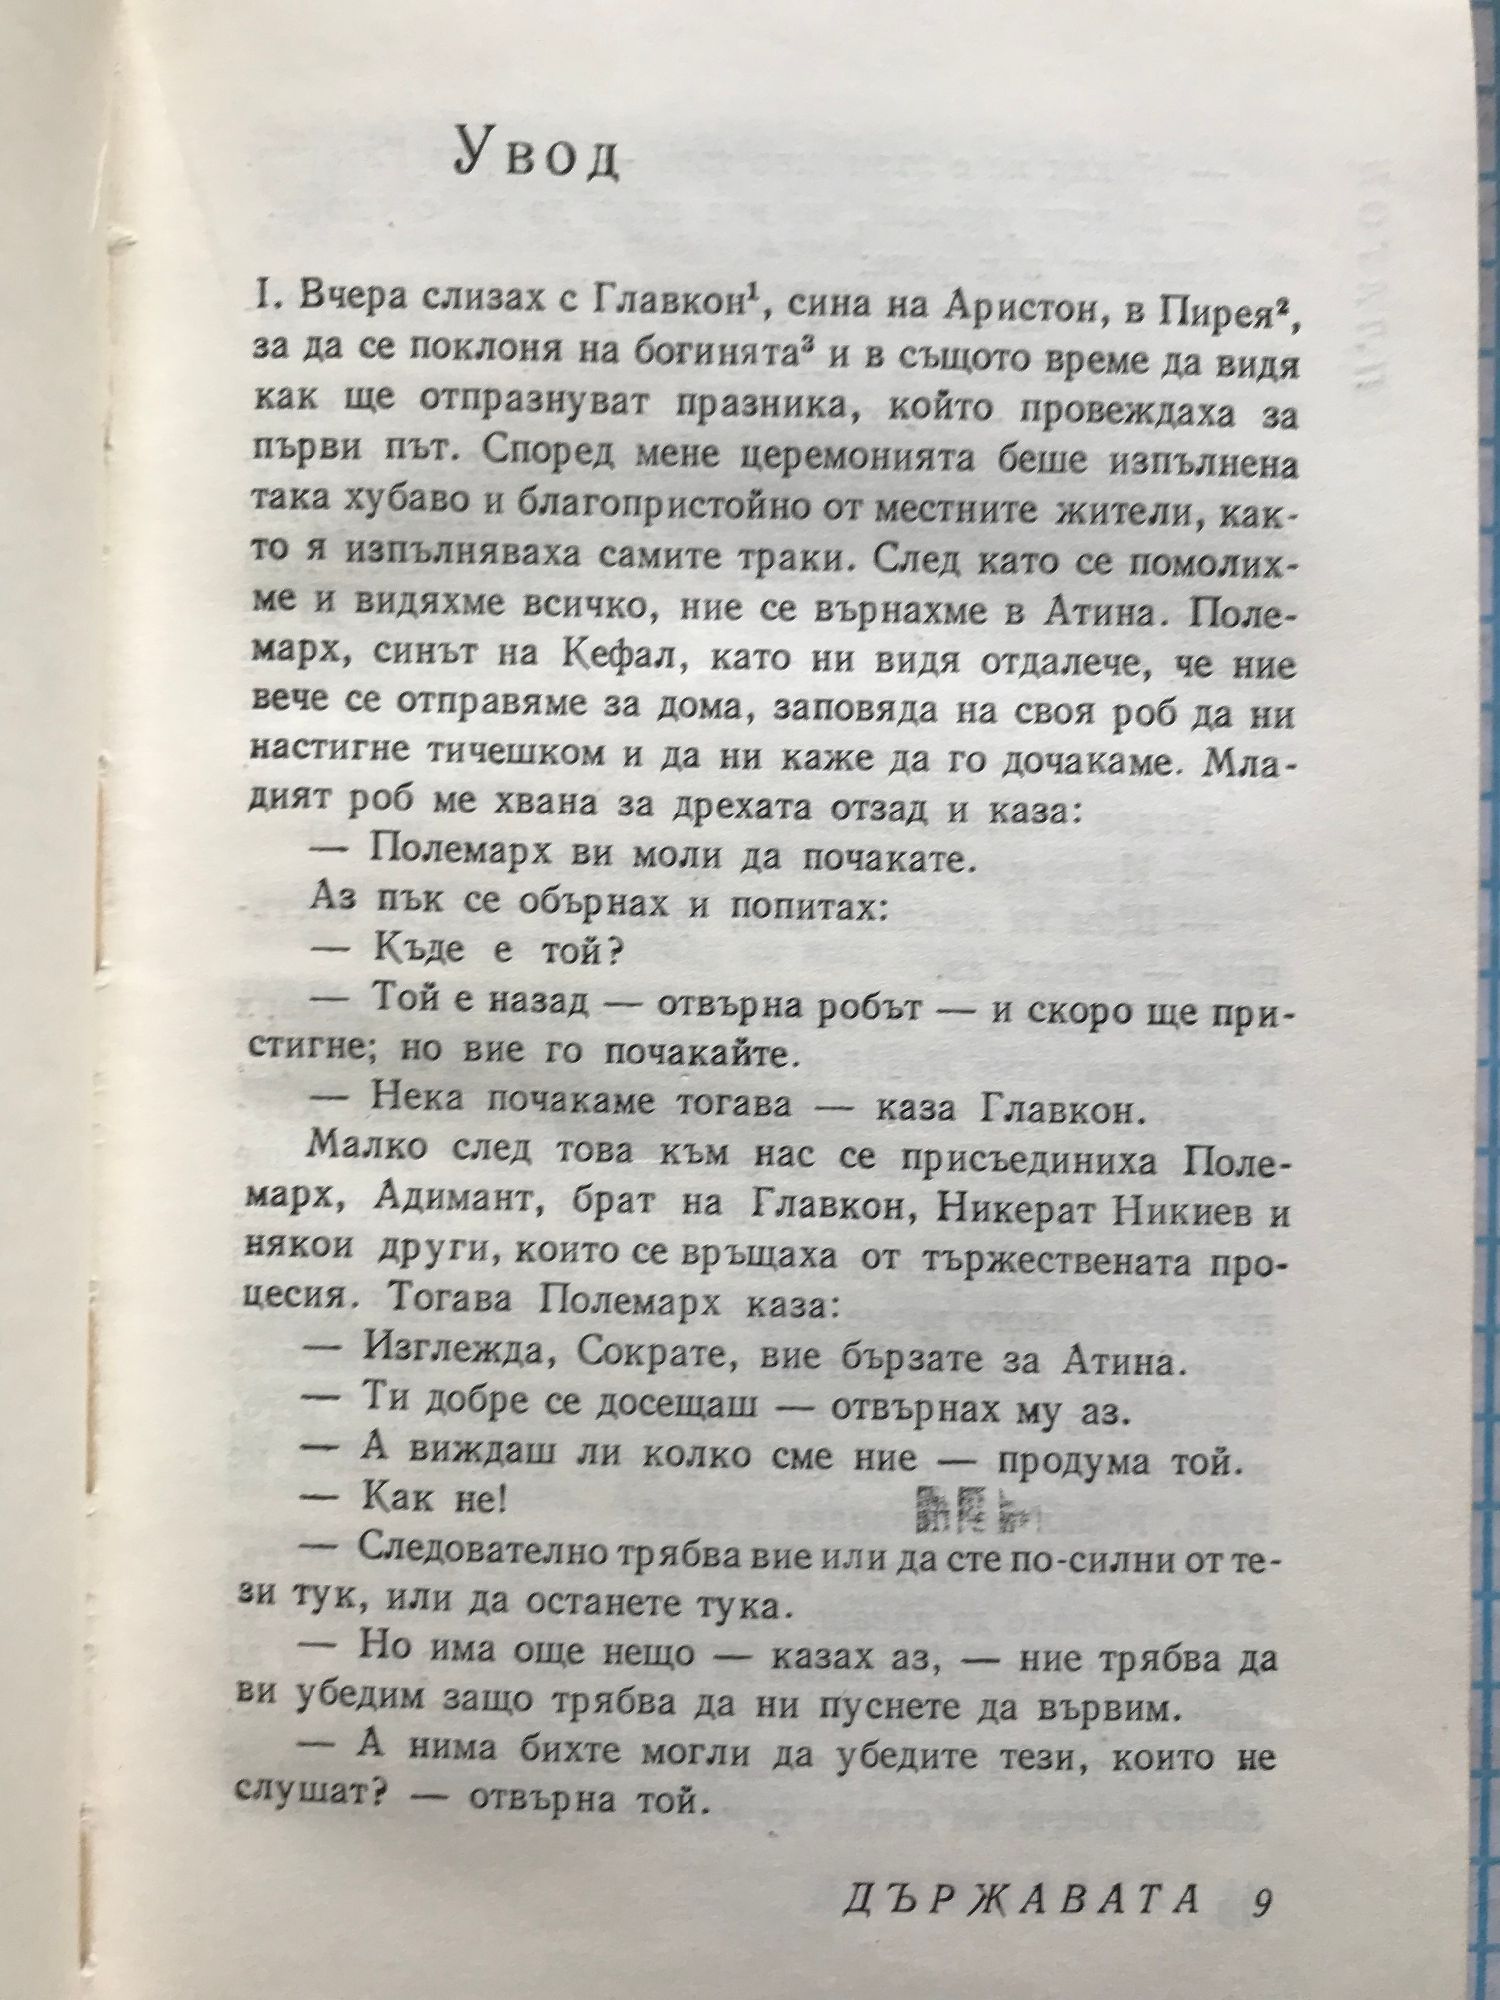 Увод
I. Вчера слизах с Главкон¹, сина на Аристон, в Пирея²,
за да се поклоня на богинята³ и в същото време да видя
как ще отпразнуват празника, който провеждаха за
първи път. Според мене церемонията беше изпълнена
така хубаво и благопристойно от местните жители, как-
то я изпълняваха самите траки. След като се помолих-
ме и видяхме всичко, ние се върнахме в Атина. Поле-
марх, синът на Кефал, като ни видя отдалече, че ние
вече се отправяме за дома, заповяда на своя роб да ни
настигне тичешком и да ни каже да го дочакаме. Мла-
дият роб ме хвана за дрехата отзад и каза:
— Полемарх ви моли да почакате.
Аз пък се обърнах и попитах:
— Къде е той?
— Той е назад — отвърна робът — и скоро ще при-
стигне; но вие го почакайте.
— Нека почакаме тогава — каза Главкон.
Малко след това към нас се присъединиха Поле-
марх, Адимант, брат на Главкон, Никерат Никиев и
някои други, които се връщаха от тържествената про-
цесия. Тогава Полемарх каза:
— Изглежда, Сократе, вие бързате за Атина.
— Ти добре се досещаш — отвърнах му аз.
— А виждаш ли колко сме ние — продума той.
— Как не!
— Следователно трябва вие или да сте по-силни от те-
зи тук, или да останете тука.
— Но има още нещо — казах аз, — ние трябва да
ви убедим защо трябва да ни пуснете да вървим.
— А нима бихте могли да убедите тези, които не
слушат? — отвърна той.
ДЪРЖАВАТА 9